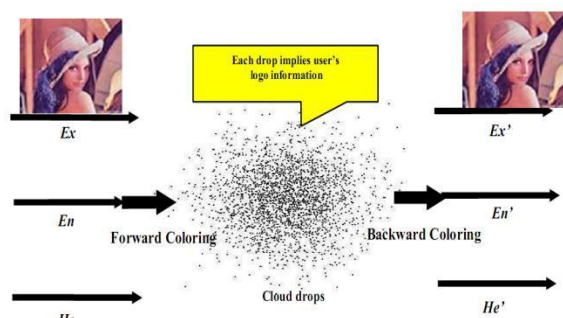 Each drop implies user's
logo information
Ex
Ex'
En
En'
Forward Coloring
Backward Coloring
Cloud drops
He'